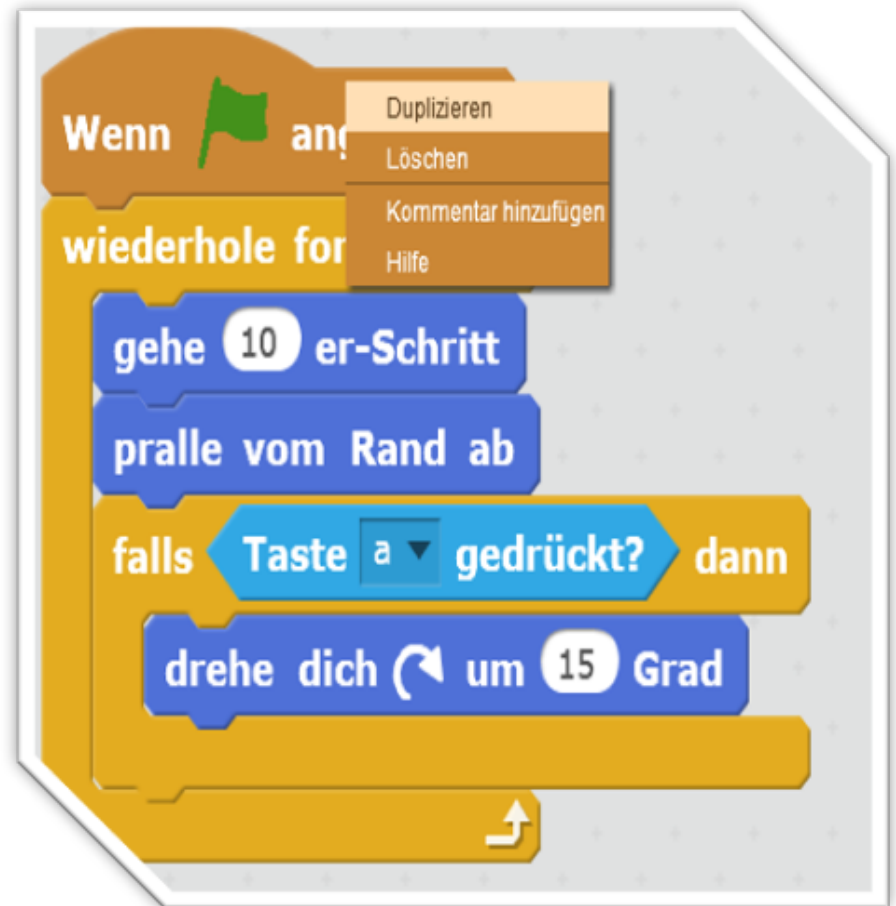 Wenn ang
Duplizieren
Löschen
Kommentar hinzufügen
Hilfe
wiederhole for
gehe 10 er-Schritt
pralle vom Rand ab
falls Taste a gedrückt? dann
drehe dich um 15 Grad